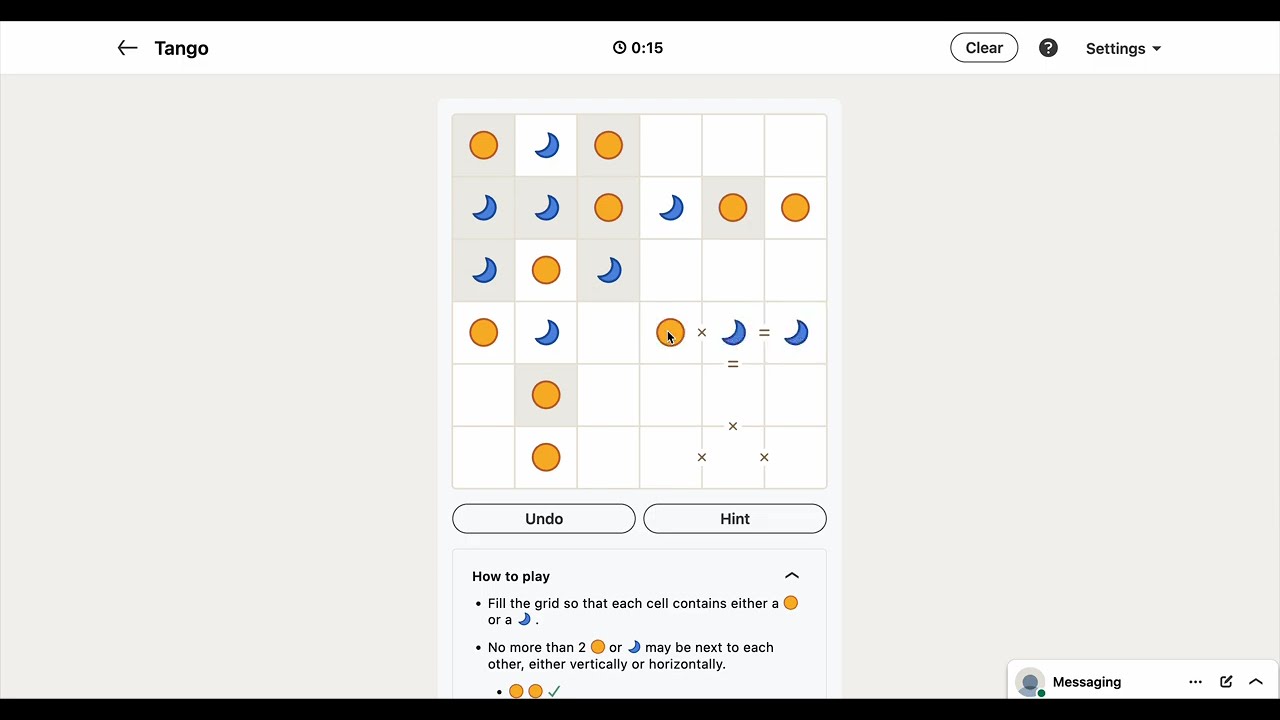 Tango
0:15
Clear
?
Settings
×
=
=
×
×
×
Undo
Hint
How to play
• Fill the grid so that each cell contains either a
or a .
• No more than 2 or may be next to each
other, either vertically or horizontally.
Messaging